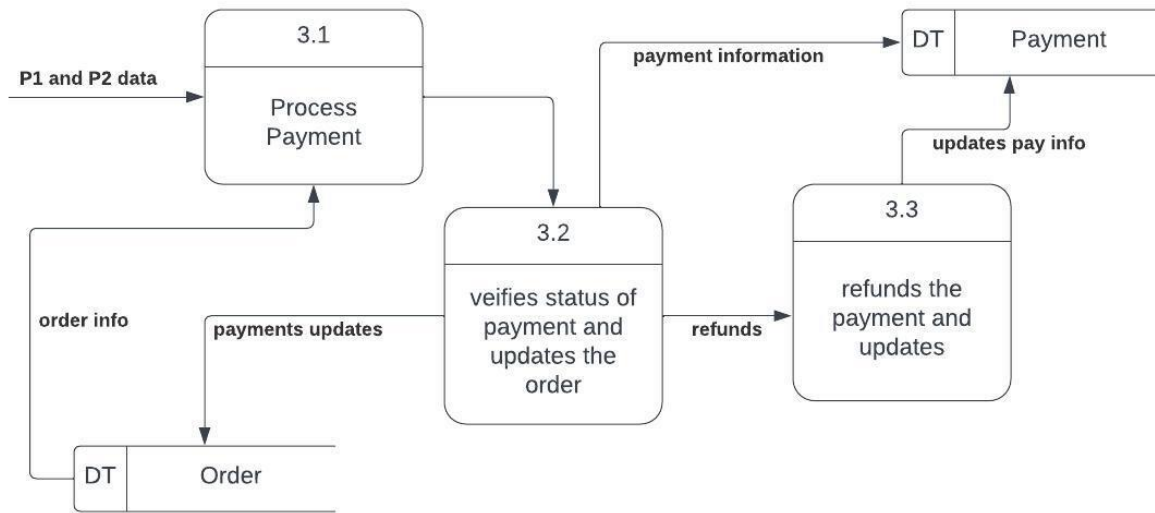 3.1
Process
Payment
P1 and P2 data
payment information
DT
Payment
updates pay info
3.2
veifies status of
payment and
updates the
order
3.3
refunds the
payment and
updates
order info
payments updates
refunds
DT
Order